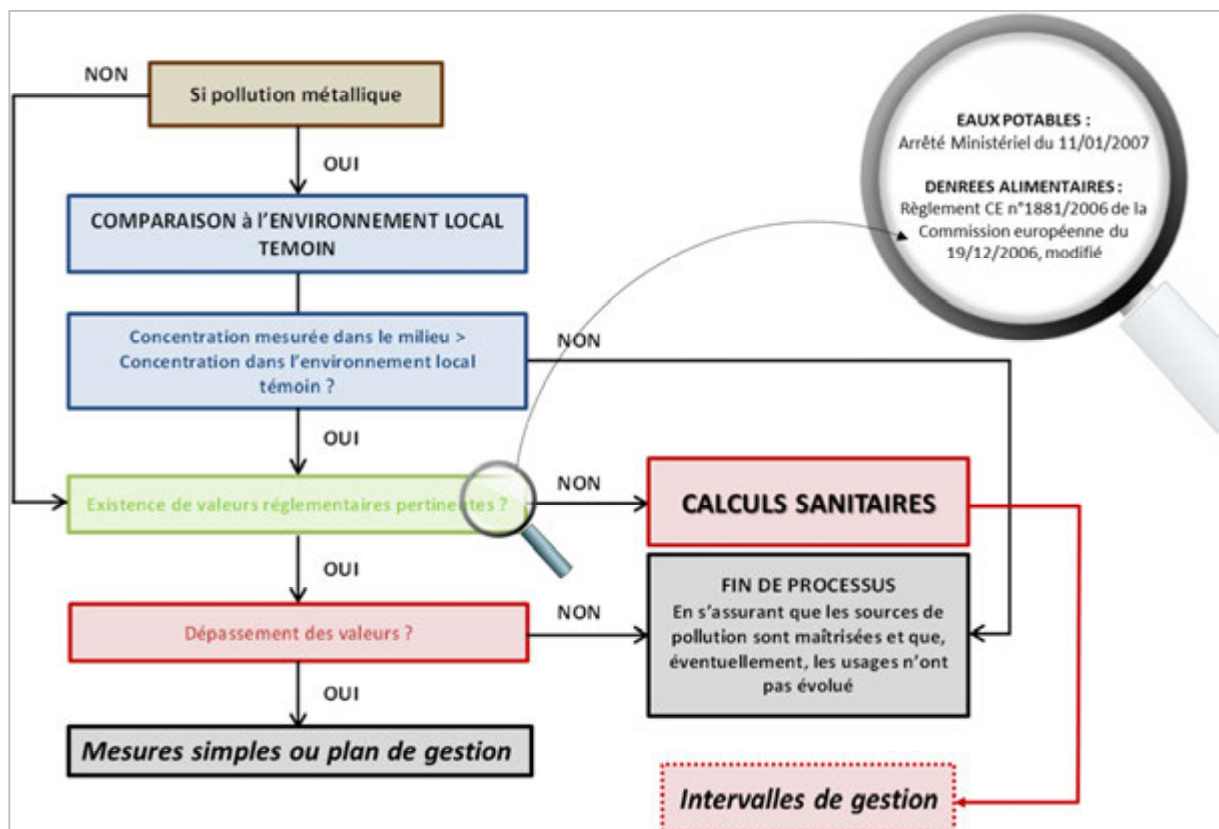 NON
Si pollution métallique
OUI
COMPARAISON à l'ENVIRONNEMENT LOCAL
TEMOIN
Concentration mesurée dans le milieu >
Concentration dans l'environnement local
témoin ?
NON
OUI
Existence de valeurs réglementaires pertinentes ?
NON
CALCULS SANITAIRES
OUI
Dépassement des valeurs ?
NON
FIN DE PROCESSUS
En s'assurant que les sources de
pollution sont maîtrisées et que,
éventuellement, les usages n'ont
pas évolué
OUI
Mesures simples ou plan de gestion
Intervalles de gestion
EAUX POTABLES :
Arrêté Ministériel du 11/01/2007
DENREES ALIMENTAIRES :
Règlement CE n°1881/2006 de la
Commission européenne du
19/12/2006, modifié